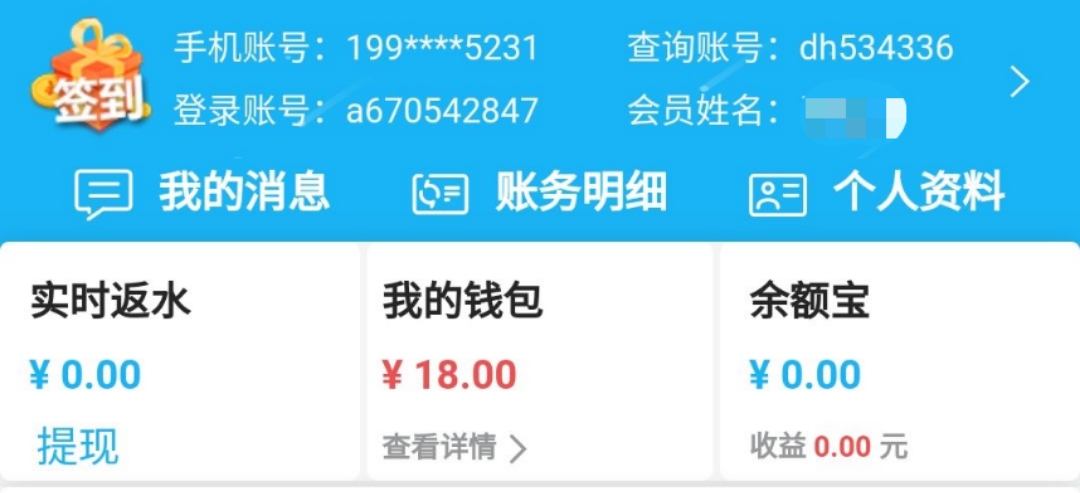 签到
手机账号：199****5231 查询账号：dh534336
登录账号：a670542847 会员姓名：
我的消息 账务明细 个人资料
实时返水 我的钱包 余额宝
¥ 0.00 ¥ 18.00 ¥ 0.00
提现 查看详情 收益 0.00 元